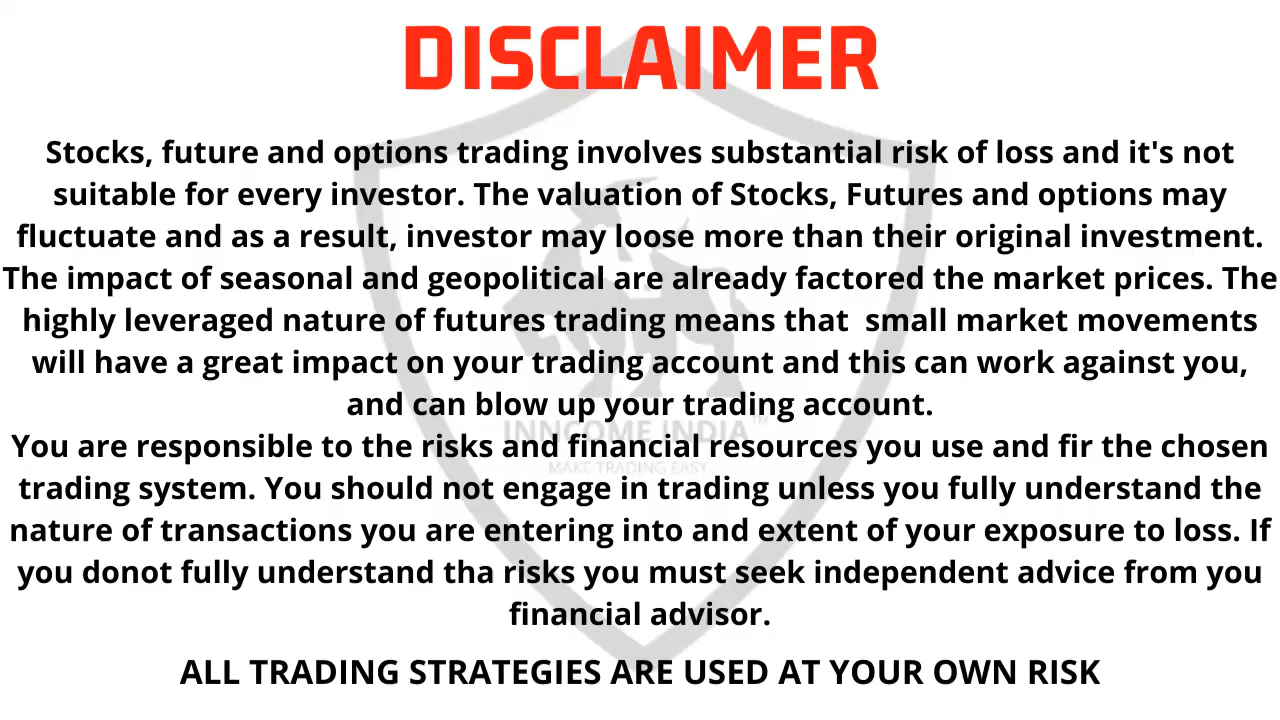 DISCLAIMER
Stocks, future and options trading involves substantial risk of loss and it's not
suitable for every investor. The valuation of Stocks, Futures and options may
fluctuate and as a result, investor may loose more than their original investment.
The impact of seasonal and geopolitical are already factored the market prices. The
highly leveraged nature of futures trading means that  small market movements
will have a great impact on your trading account and this can work against you,
and can blow up your trading account.
INNCOME INDIA™
You are responsible to the risks and financial resources you use and fir the chosen
MAKE TRADING EASY
trading system. You should not engage in trading unless you fully understand the
nature of transactions you are entering into and extent of your exposure to loss. If
you donot fully understand tha risks you must seek independent advice from you
financial advisor.
ALL TRADING STRATEGIES ARE USED AT YOUR OWN RISK